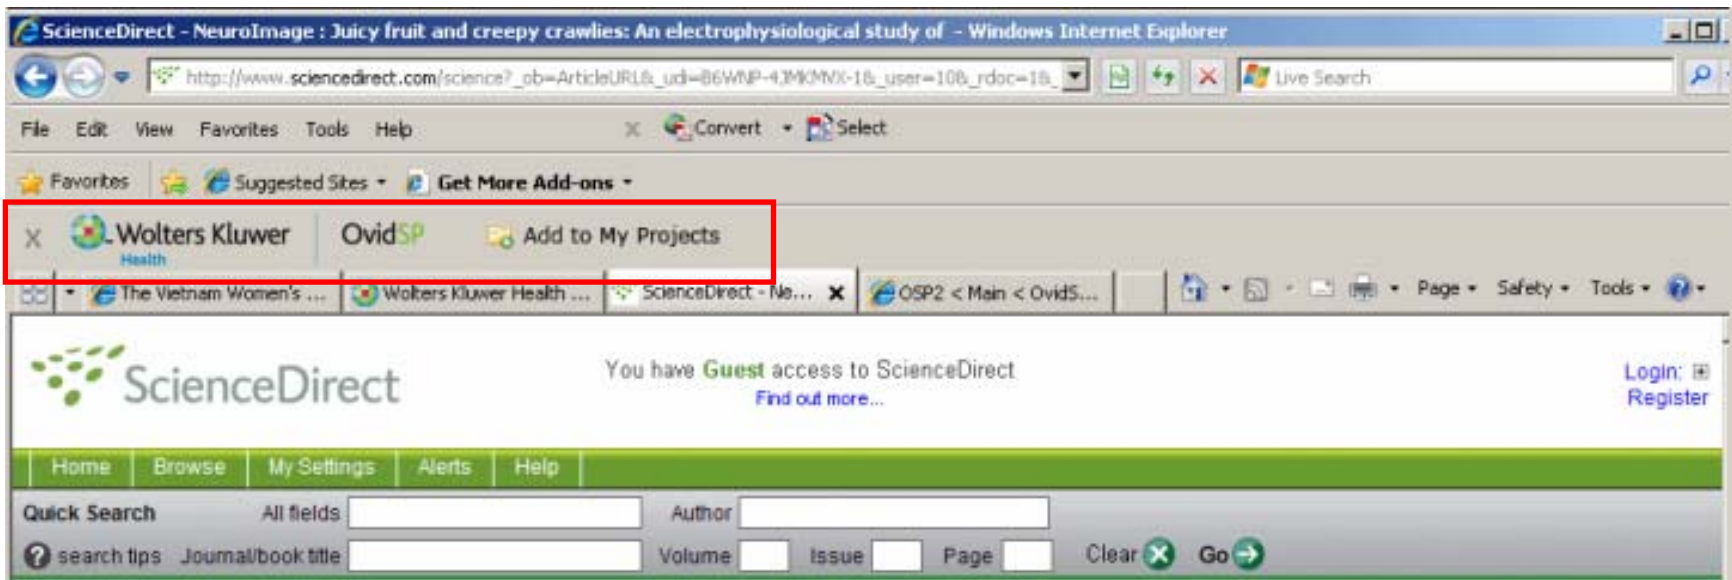 ScienceDirect - NeuroImage : Juicy fruit and creepy crawlies: An electrophysiological study of - Windows Internet Explorer
http://www.sciencedirect.com/science?_ob=ArticleURL&_udi=B6WNP-4JMKMVX-1&_user=10&_rdoc=1&_ Live Search
File Edit View Favorites Tools Help x Convert Select
Favorites Suggested Sites Get More Add-ons
x Wolters Kluwer OvidSP Add to My Projects
Health
The Vietnam Women's ... Wolters Kluwer Health ... ScienceDirect - Ne... x OSP2 < Main < OvidS... Page Safety Tools
ScienceDirect You have Guest access to ScienceDirect Login:
Find out more... Register
Home Browse My Settings Alerts Help
Quick Search All fields Author
? search tips Journal/book title Volume Issue Page Clear Go